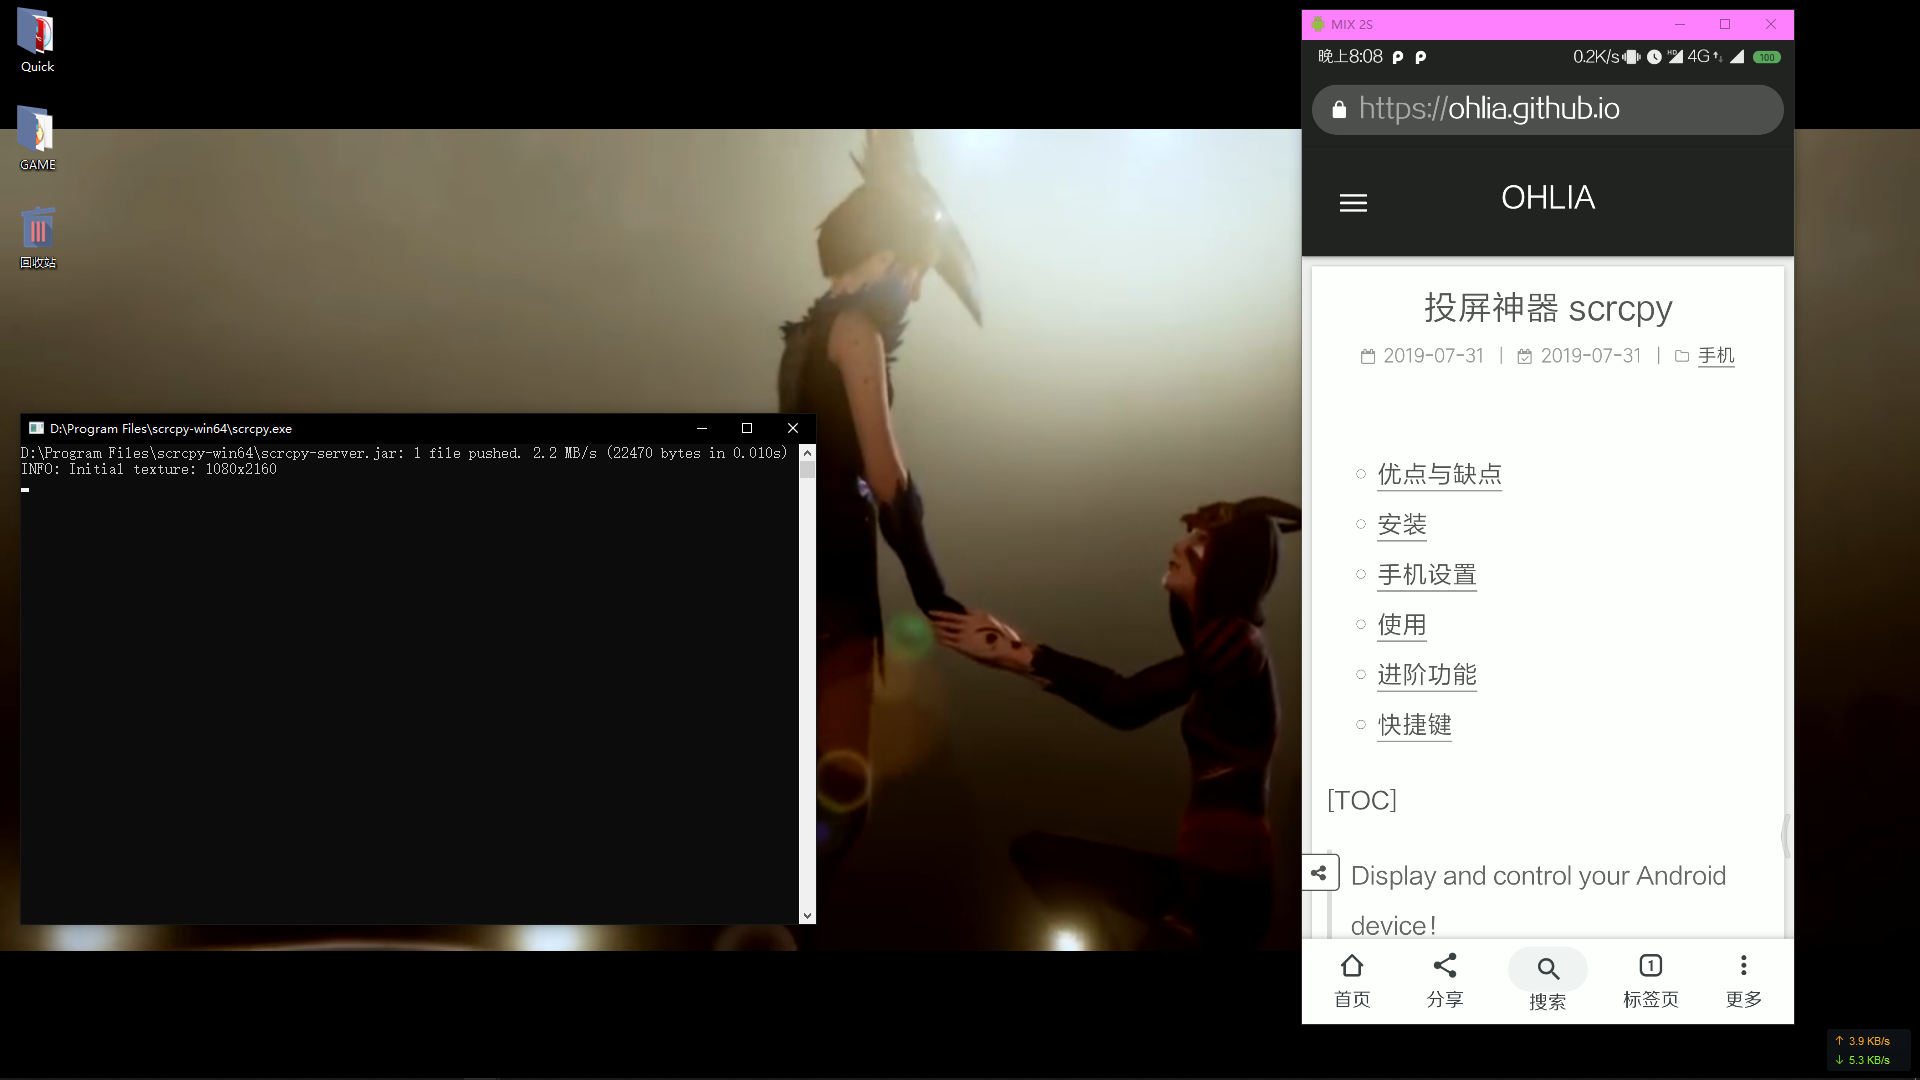 Quick
GAME
回收站
D:\Program Files\scrcpy-win64\scrcpy.exe
D:\Program Files\scrcpy-win64\scrcpy-server.jar: 1 file pushed. 2.2 MB/s (22470 bytes in 0.010s)
INFO: Initial texture: 1080x2160
MIX 2S
晚上8:08 0.2K/s HD 4G 100
https://ohlia.github.io
OHLIA
投屏神器 scrcpy
2019-07-31 | 2019-07-31 | 手机
优点与缺点
安装
手机设置
使用
进阶功能
快捷键
[TOC]
Display and control your Android
device!
首页 分享 搜索 1 标签页 更多
↑ 3.9 KB/s
↓ 5.3 KB/s